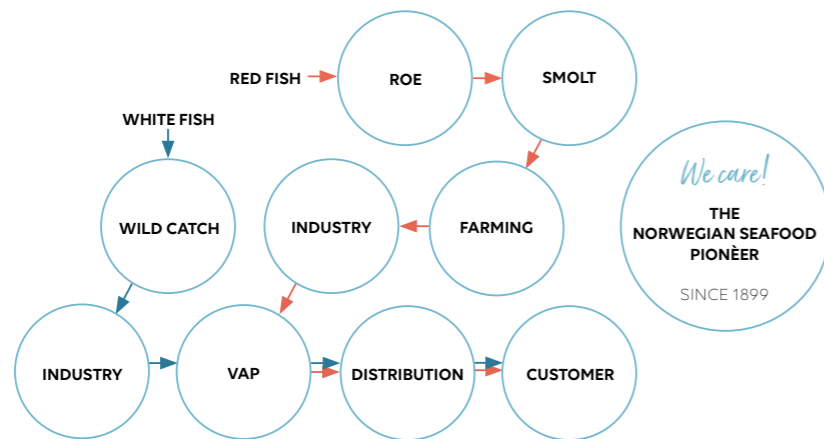 RED FISH
ROE
SMOLT
WHITE FISH
WILD CATCH
INDUSTRY
FARMING
We care!
THE
NORWEGIAN SEAFOOD
PIONÈER
SINCE 1899
INDUSTRY
VAP
DISTRIBUTION
CUSTOMER